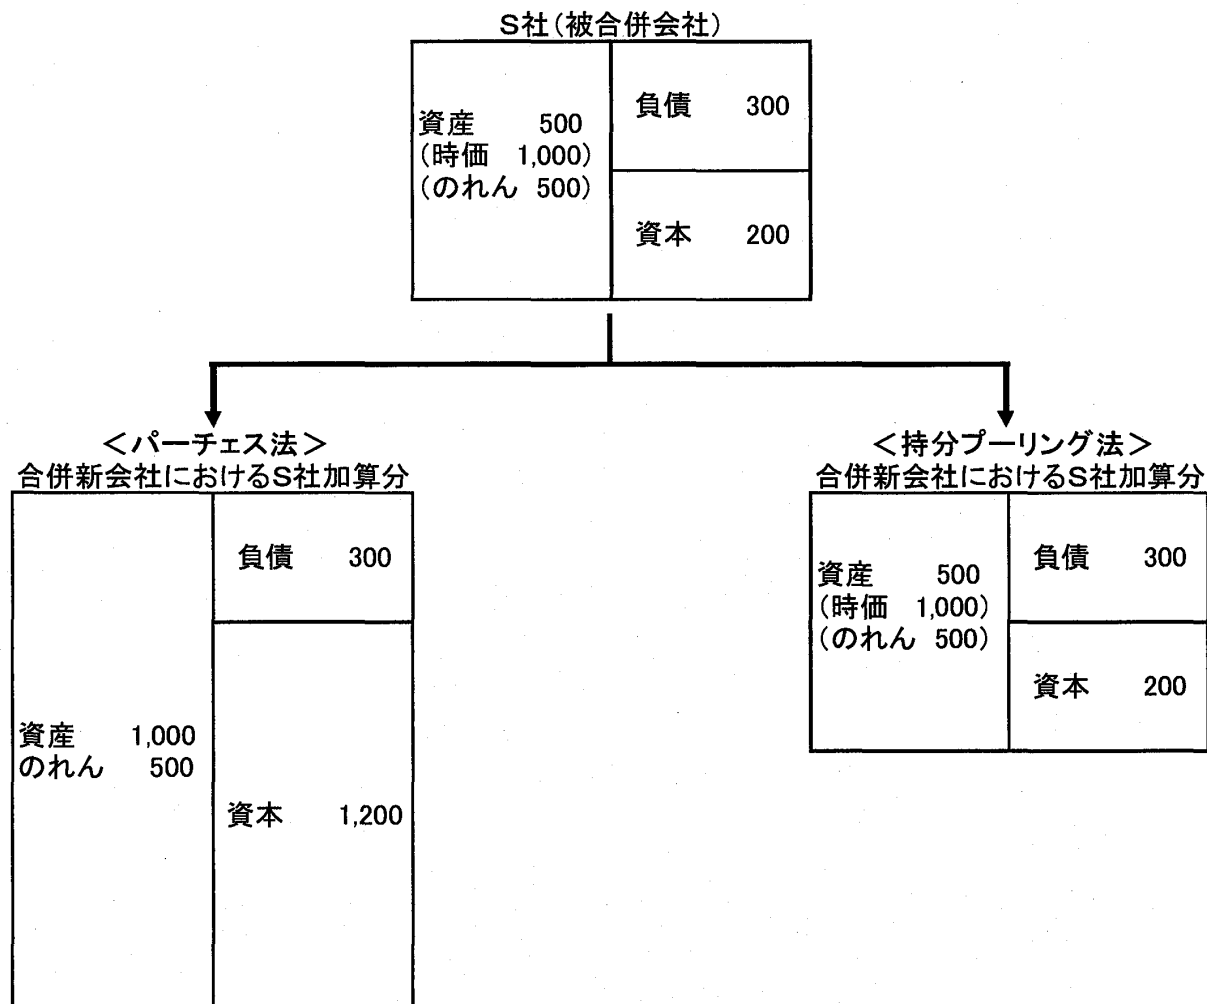 S社(被合併会社)
資産 500
(時価 1,000)
(のれん 500)
負債 300
資本 200
<パーチェス法>
合併新会社におけるS社加算分
資産 1,000
のれん 500
負債 300
資本 1,200
<持分プーリング法>
合併新会社におけるS社加算分
資産 500
(時価 1,000)
(のれん 500)
負債 300
資本 200